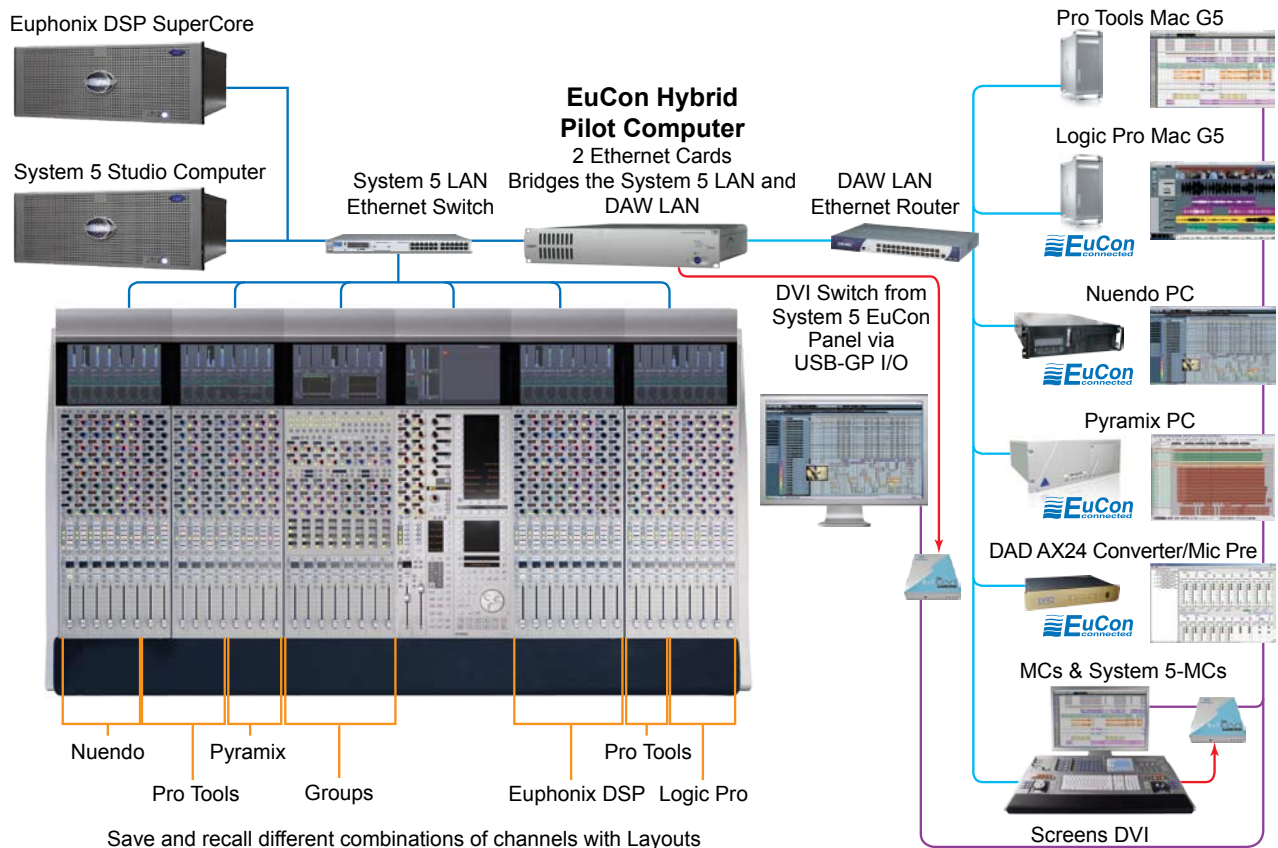 Euphonix DSP SuperCore
System 5 Studio Computer
System 5 LAN
Ethernet Switch
EuCon Hybrid
Pilot Computer
2 Ethernet Cards
Bridges the System 5 LAN and
DAW LAN
DAW LAN
Ethernet Router
DVI Switch from
System 5 EuCon
Panel via
USB-GP I/O
Pro Tools Mac G5
Logic Pro Mac G5
EuCon
connected
Nuendo PC
EuCon
connected
Pyramix PC
EuCon
connected
DAD AX24 Converter/Mic Pre
EuCon
connected
MCs & System 5-MCs
Screens DVI
Nuendo
Pro Tools
Pyramix
Groups
Euphonix DSP
Pro Tools
Logic Pro
Save and recall different combinations of channels with Layouts